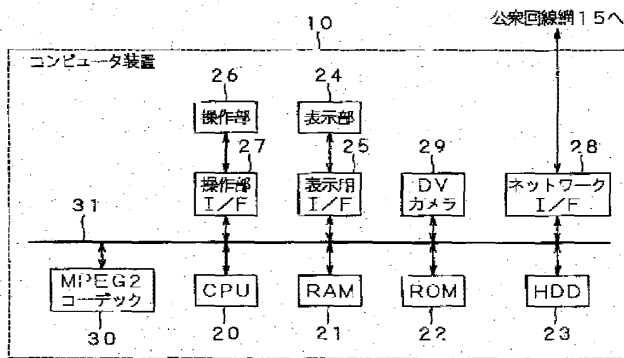 公衆回線網15へ
10
コンピュータ装置
26
24
操作部
表示部
27
25
29
28
操作部
I/F
表示用
I/F
DV
カメラ
ネットワーク
I/F
31
MPEG2
コーデック
CPU
RAM
ROM
HDD
30
20
21
22
23